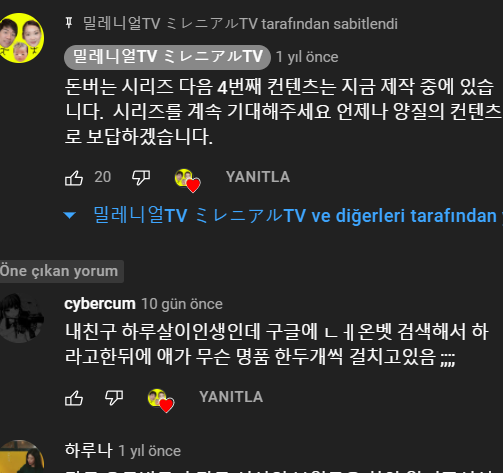 밀레니얼TV ミレニアルTV tarafından sabitlendi
밀레니얼TV ミレニアルTV 1 yıl önce
돈버는 시리즈 다음 4번째 컨텐츠는 지금 제작 중에 있습
니다. 시리즈를 계속 기대해주세요 언제나 양질의 컨텐츠
로 보답하겠습니다.
20 YANITLA
밀레니얼TV ミレニアルTV ve diğerleri tarafından
Öne çıkan yorum
cybercum 10 gün önce
내친구 하루살이인생인데 구글에 ㄴㅔ온벳 검색해서 하
라고한뒤에 애가 무슨 명품 한두개씩 걸치고있음 ;;;;
YANITLA
하루나 1 yıl önce